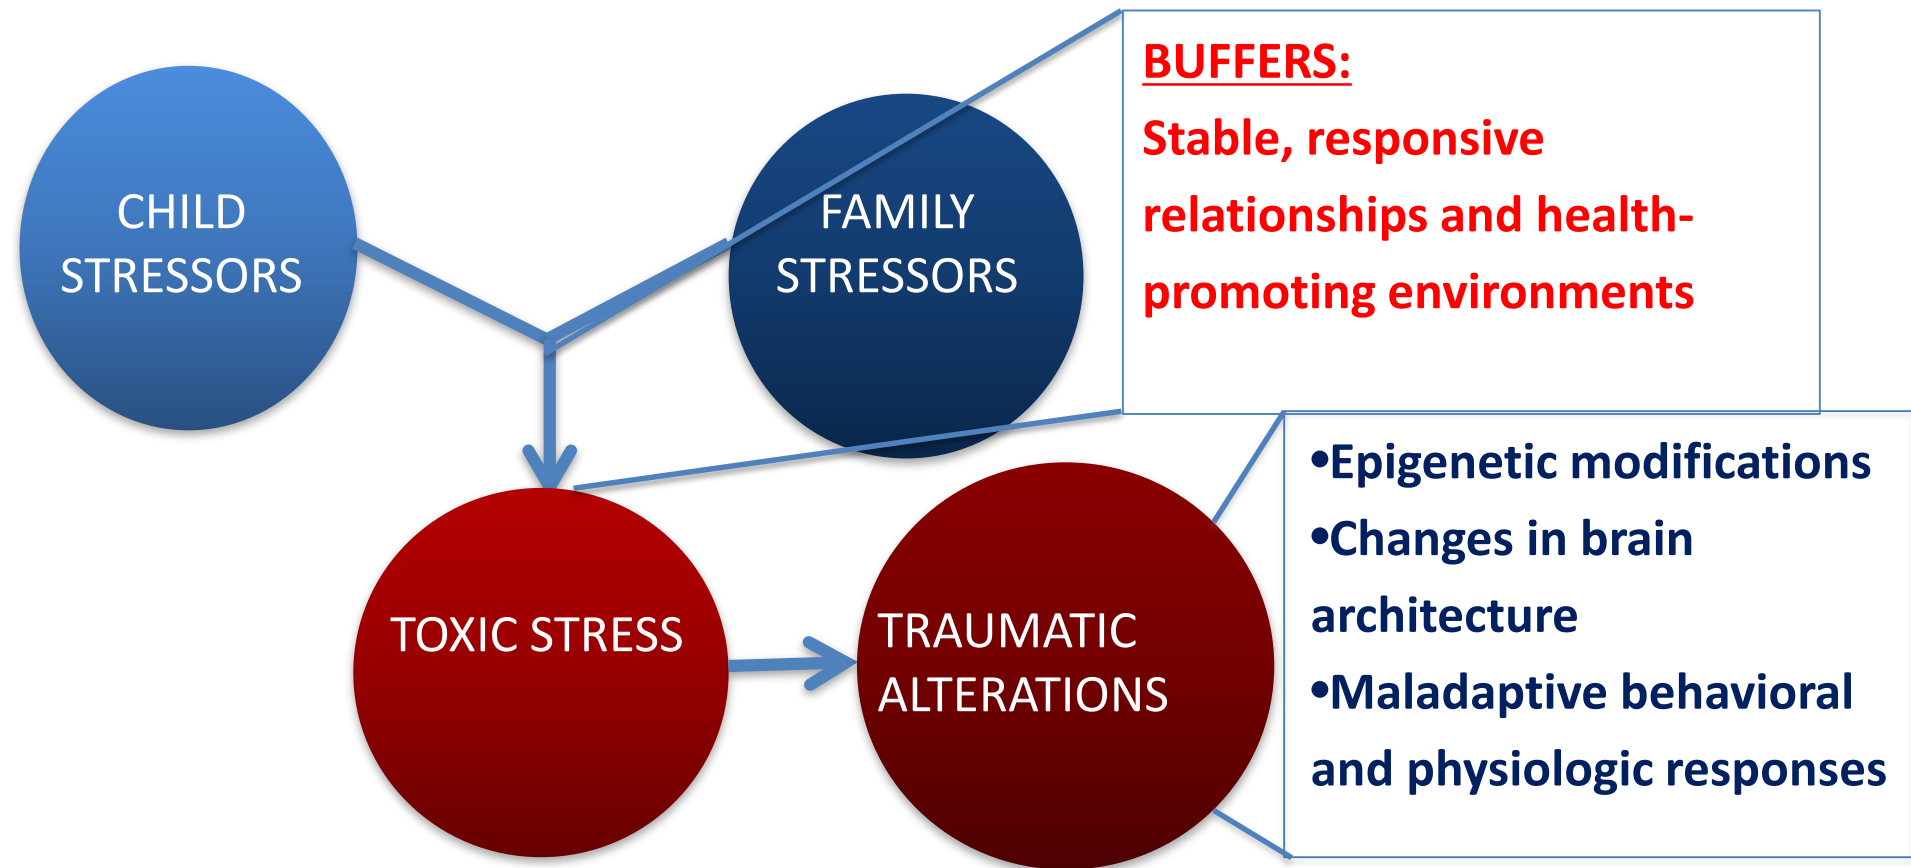 CHILD
STRESSORS
FAMILY
STRESSORS
BUFFERS:
Stable, responsive
relationships and health-
promoting environments
TOXIC STRESS
TRAUMATIC
ALTERATIONS
•Epigenetic modifications
•Changes in brain
architecture
•Maladaptive behavioral
and physiologic responses